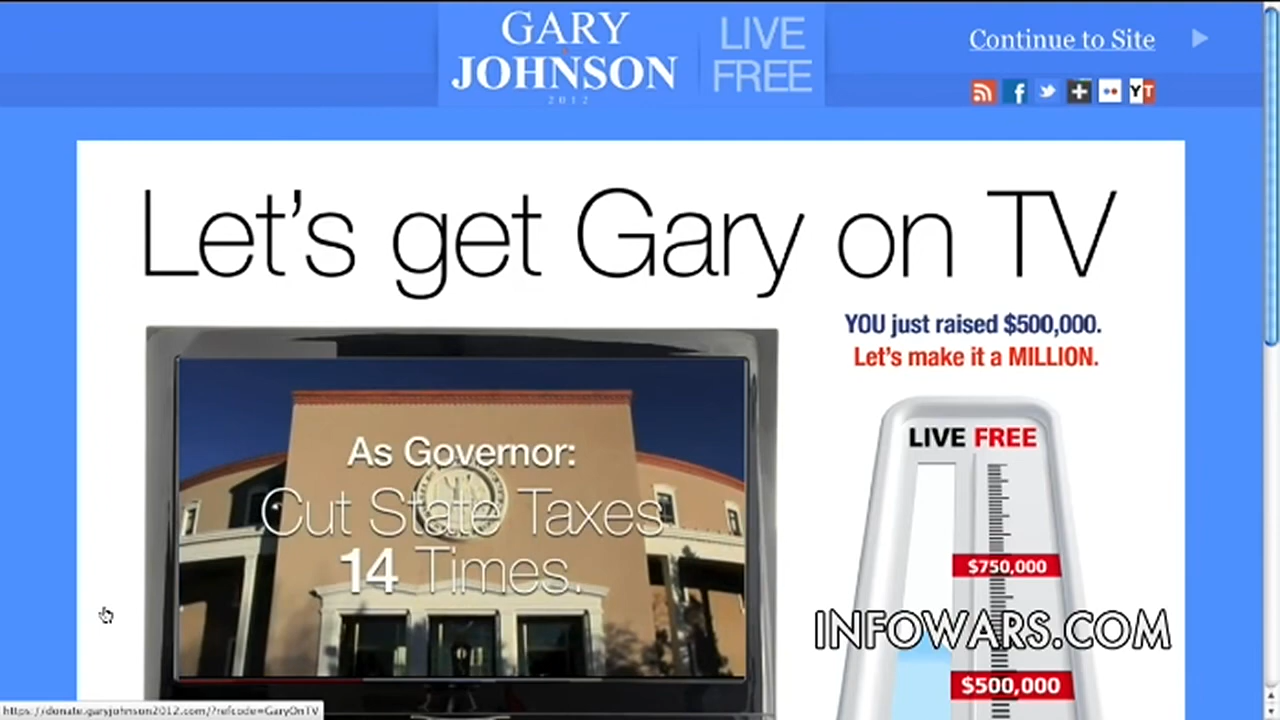 GARY
JOHNSON
2012
LIVE
FREE
Continue to Site
Let's get Gary on TV
YOU just raised $500,000.
Let's make it a MILLION.
As Governor:
Cut State Taxes
14 Times.
LIVE FREE
$750,000
$500,000
INFOWARS.COM
https://donate.garyjohnson2012.com/?refcode=GaryOnTV